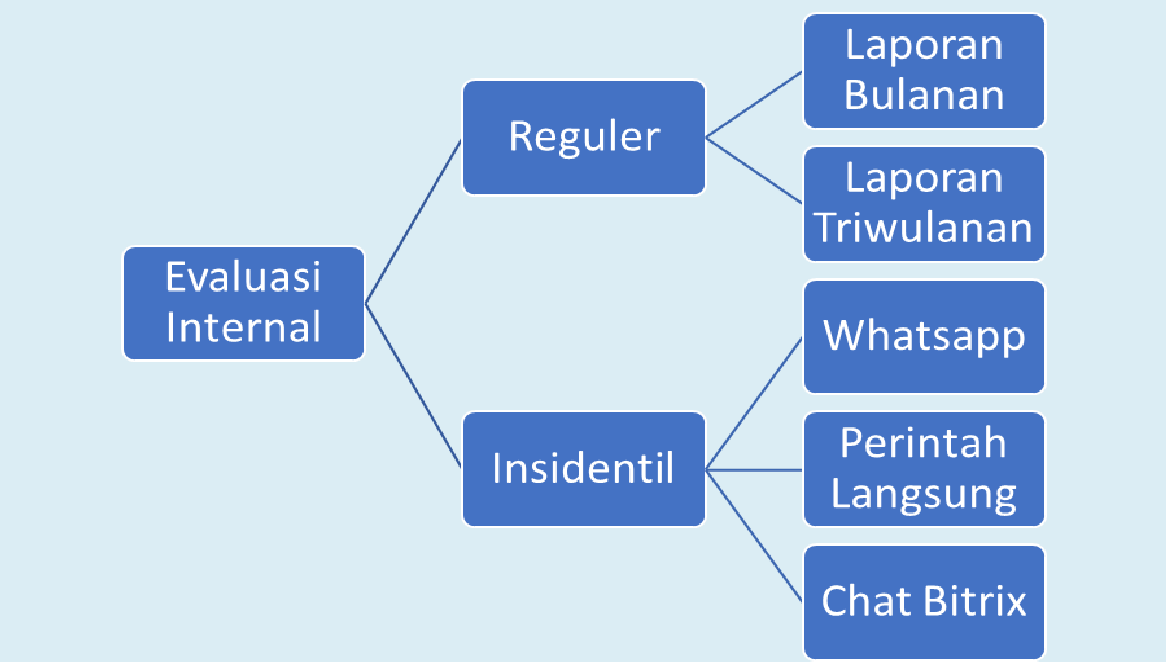 Evaluasi
Internal
Reguler
Laporan
Bulanan
Laporan
Triwulanan
Insidentil
Whatsapp
Perintah
Langsung
Chat Bitrix